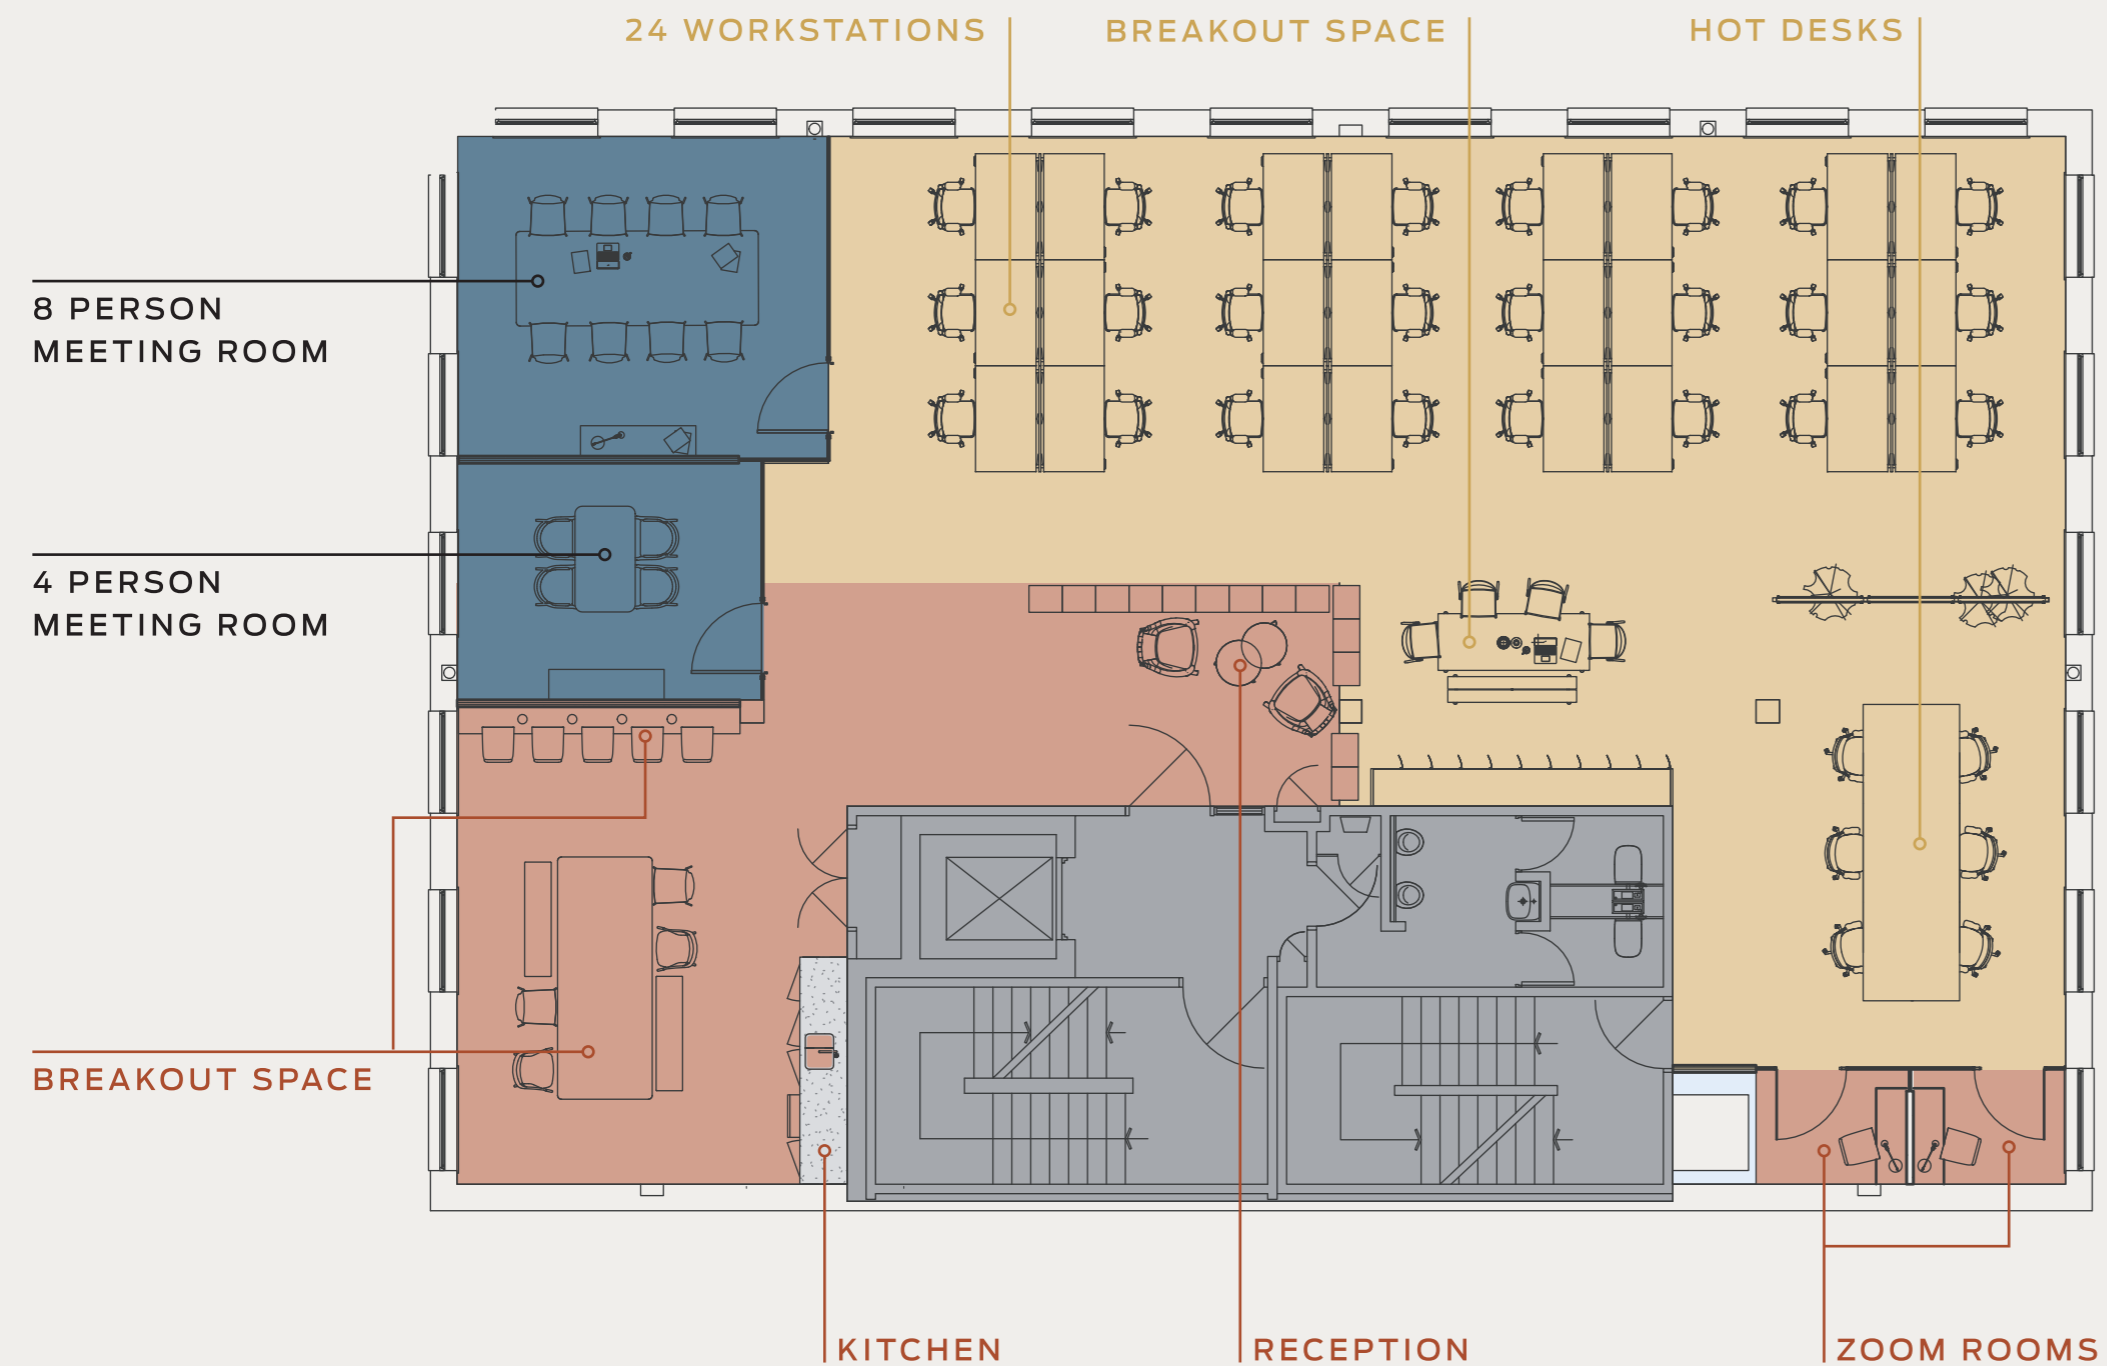 24 WORKSTATIONS
BREAKOUT SPACE
HOT DESKS
8 PERSON
MEETING ROOM
4 PERSON
MEETING ROOM
BREAKOUT SPACE
KITCHEN
RECEPTION
ZOOM ROOMS